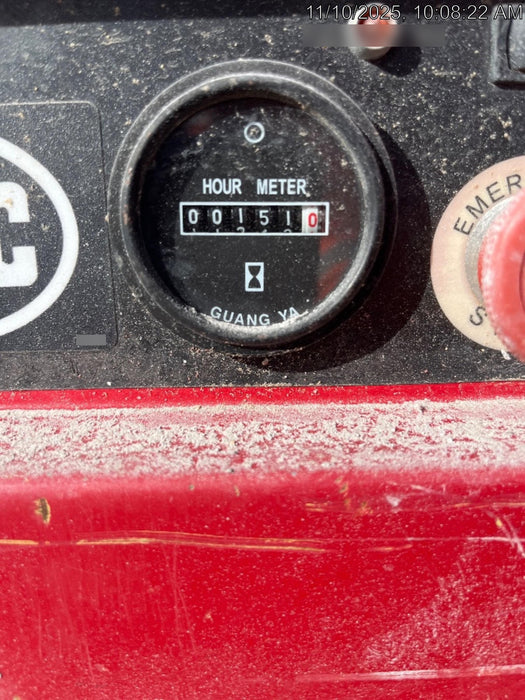 11/10/2025, 10:08:22 AM
HOUR METER
001510
GUANG YA
C
EMER
S